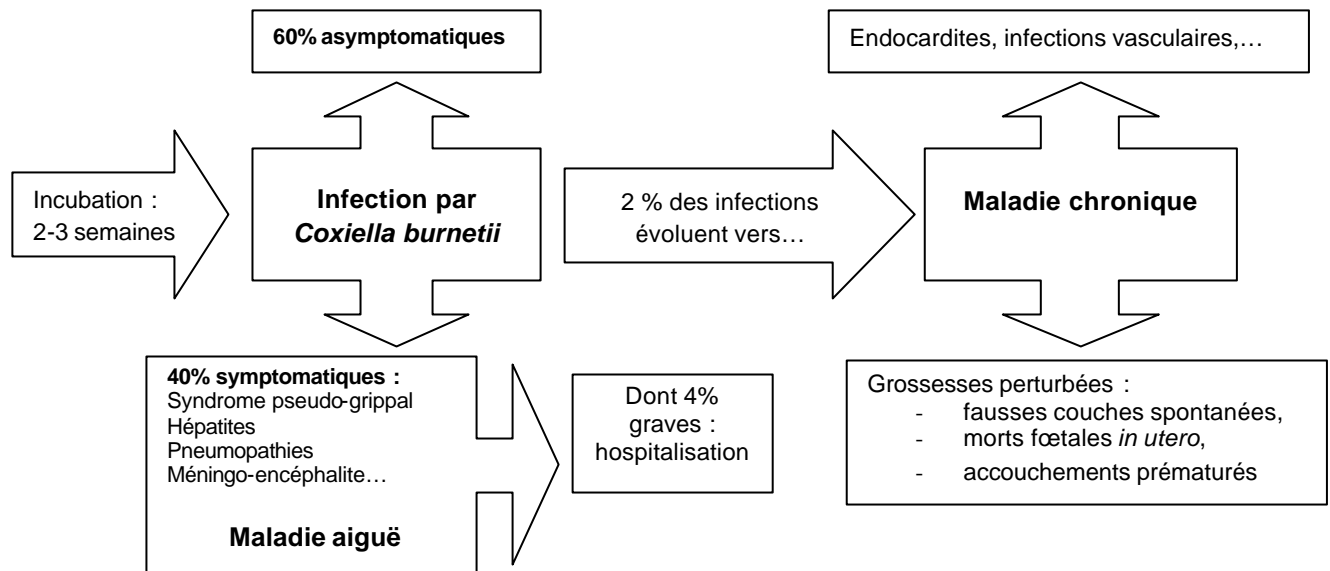 60% asymptomatiques
Endocardites, infections vasculaires,…
Incubation :
2-3 semaines
Infection par
Coxiella burnetii
2 % des infections
évoluent vers…
Maladie chronique
40% symptomatiques :
Syndrome pseudo-grippal
Hépatites
Pneumopathies
Méningo-encéphalite…
Maladie aiguë
Dont 4%
graves :
hospitalisation
Grossesses perturbées :
- fausses couches spontanées,
- morts fœtales in utero,
- accouchements prématurés